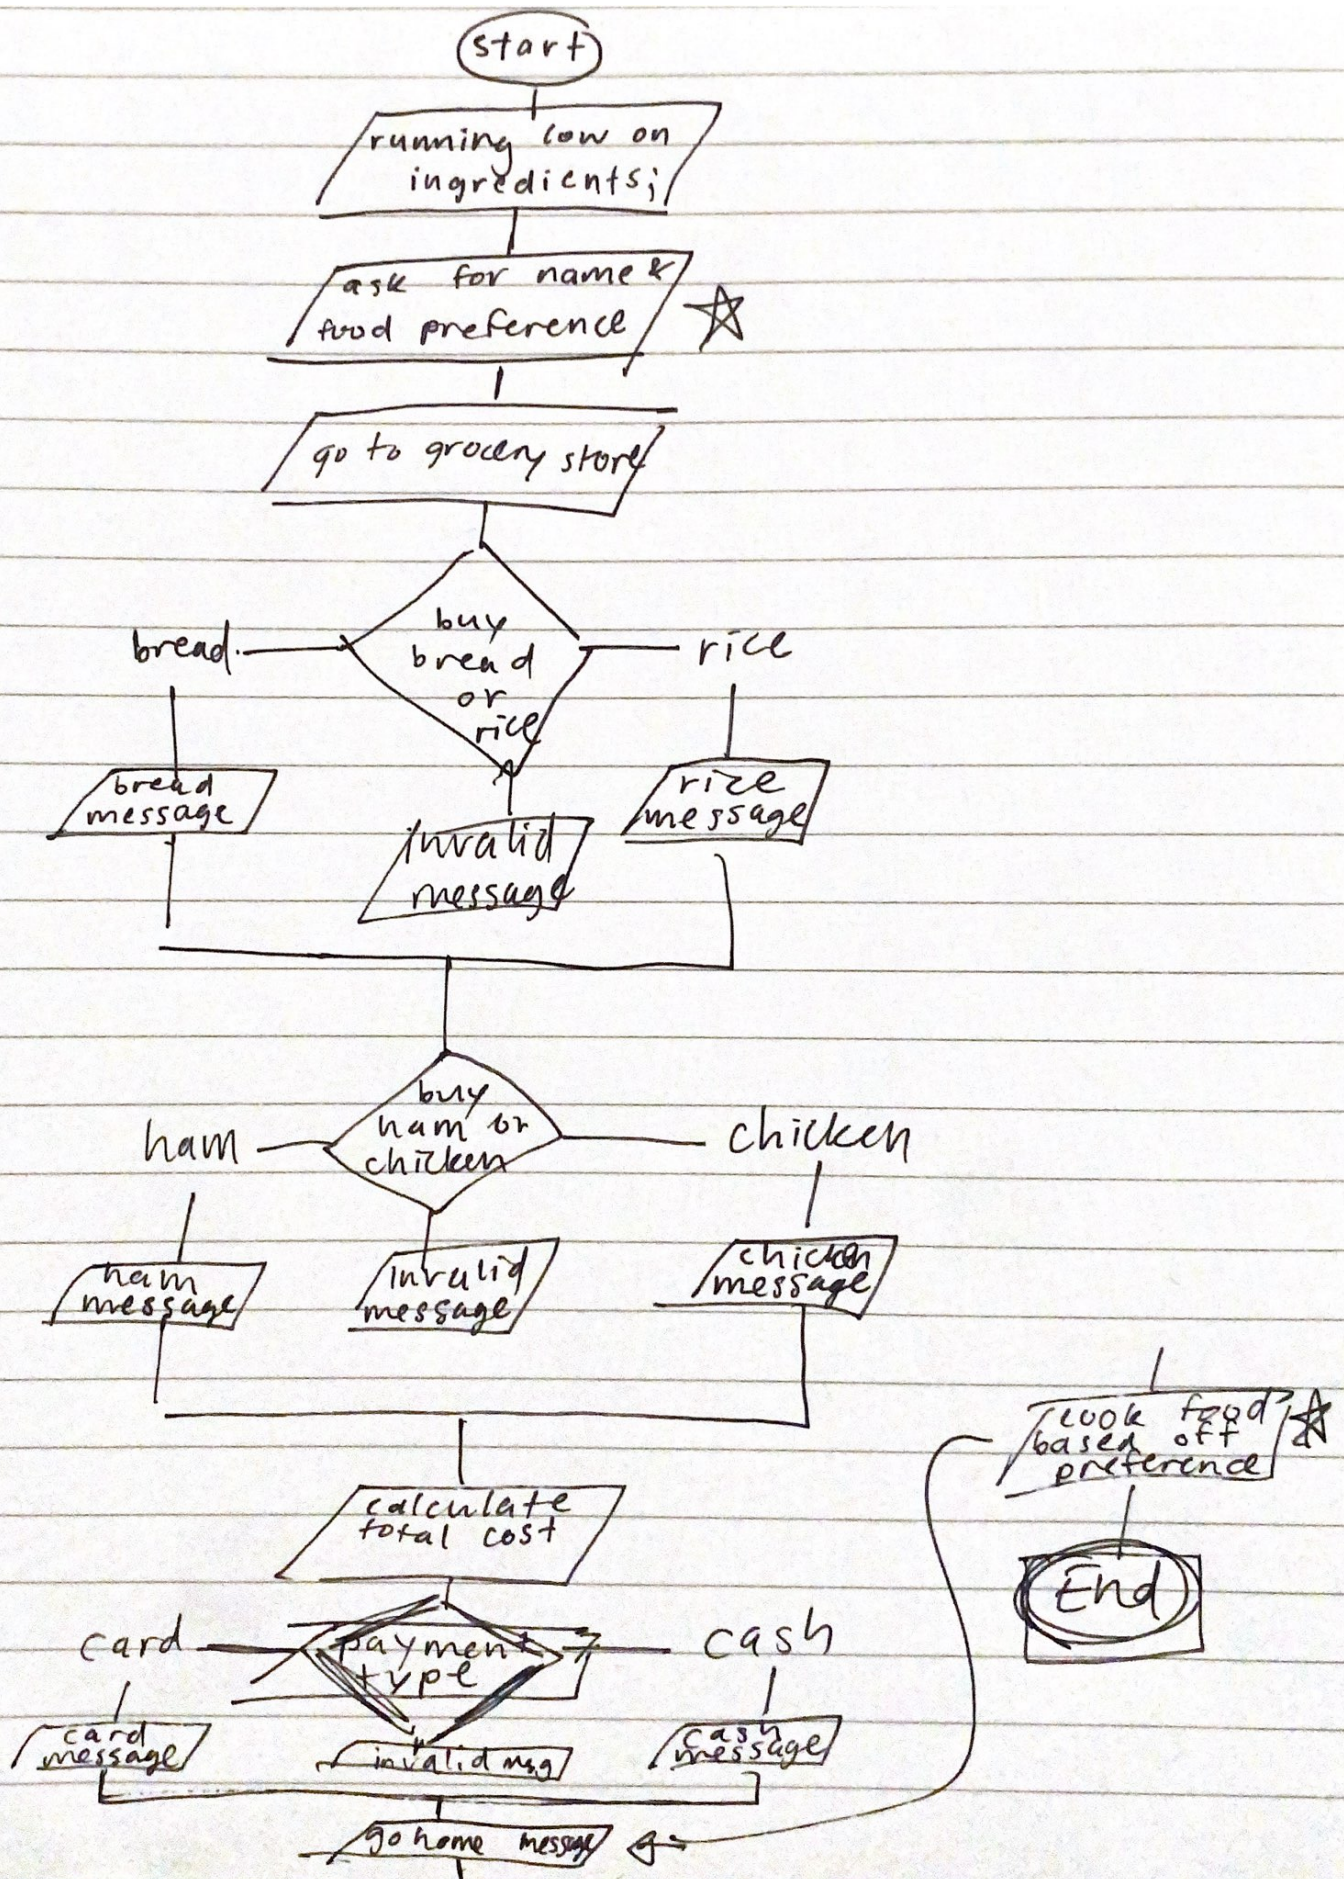 start
running low on
ingredients;
ask for name &
food preference
go to grocery store
buy
bread
or
rice
bread
rice
bread
message
invalid
message
rice
message
buy
ham or
chicken
ham
chicken
ham
message
invalid
message
chicken
message
calculate
total cost
payment
type
card
cash
card
message
invalid msg
cash
message
go home message
cook food
based off
preference
End